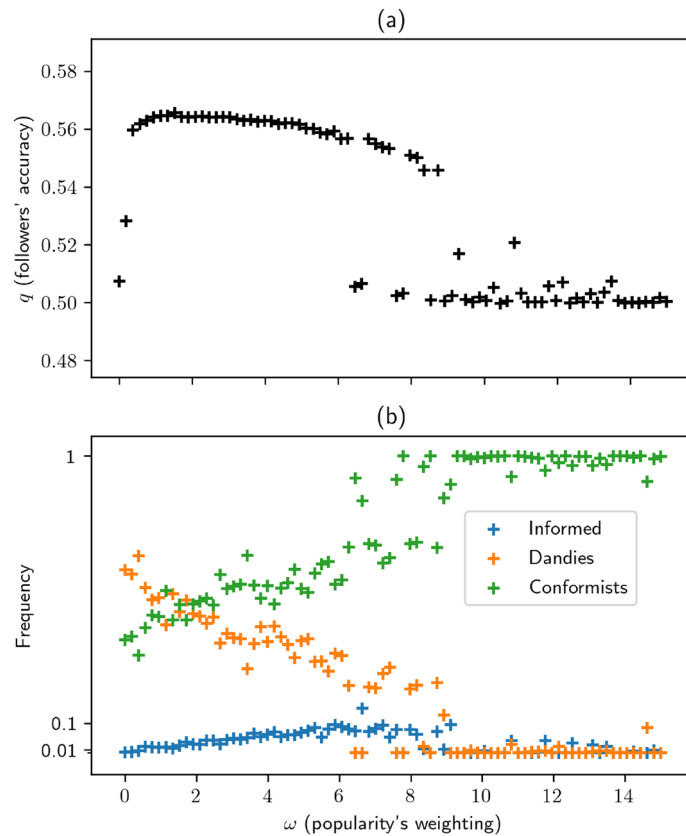 (a)
0.58
0.56
0.54
0.52
0.50
0.48
q (followers' accuracy)
(b)
1
0.1
0.01
Frequency
Informed
Dandies
Conformists
0 2 4 6 8 10 12 14
ω (popularity's weighting)